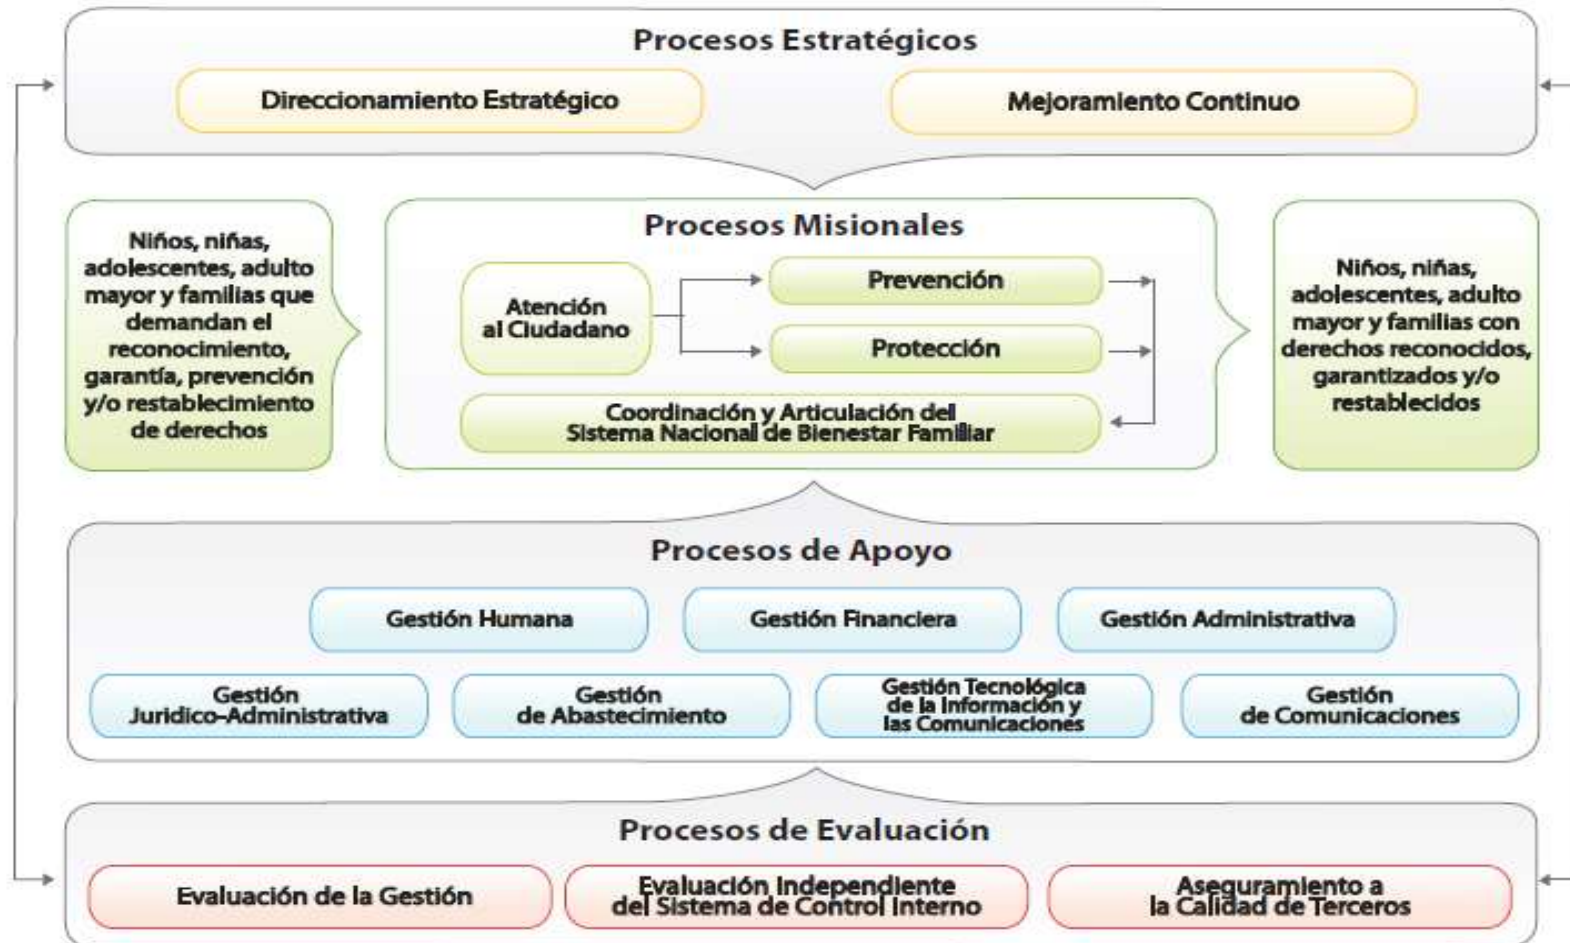 Procesos Estratégicos
Direccionamiento Estratégico
Mejoramiento Continuo
Niños, niñas,
adolescentes, adulto
mayor y familias que
demandan el
reconocimiento,
garantía, prevención
y/o restablecimiento
de derechos
Procesos Misionales
Atención
al Ciudadano
Prevención
Protección
Coordinación y Articulación del
Sistema Nacional de Bienestar Familiar
Niños, niñas,
adolescentes, adulto
mayor y familias con
derechos reconocidos,
garantizados y/o
restablecidos
Procesos de Apoyo
Gestión Humana
Gestión Financiera
Gestión Administrativa
Gestión
Juridico-Administrativa
Gestión
de Abastecimiento
Gestión Tecnológica
de la Información y
las Comunicaciones
Gestión
de Comunicaciones
Procesos de Evaluación
Evaluación de la Gestión
Evaluación Independiente
del Sistema de Control Interno
Aseguramiento a
la Calidad de Terceros